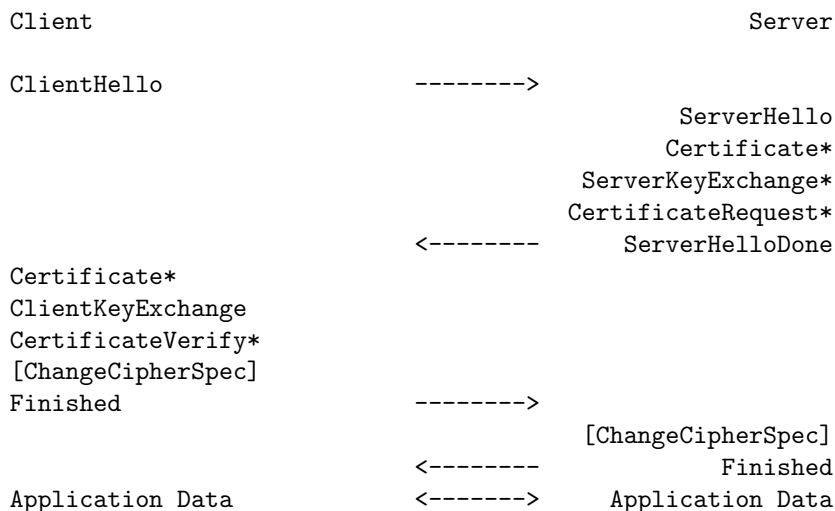 Client Server
ClientHello -------->
ServerHello
Certificate*
ServerKeyExchange*
CertificateRequest*
<-------- ServerHelloDone
Certificate*
ClientKeyExchange
CertificateVerify*
[ChangeCipherSpec]
Finished -------->
[ChangeCipherSpec]
<-------- Finished
Application Data <-------> Application Data